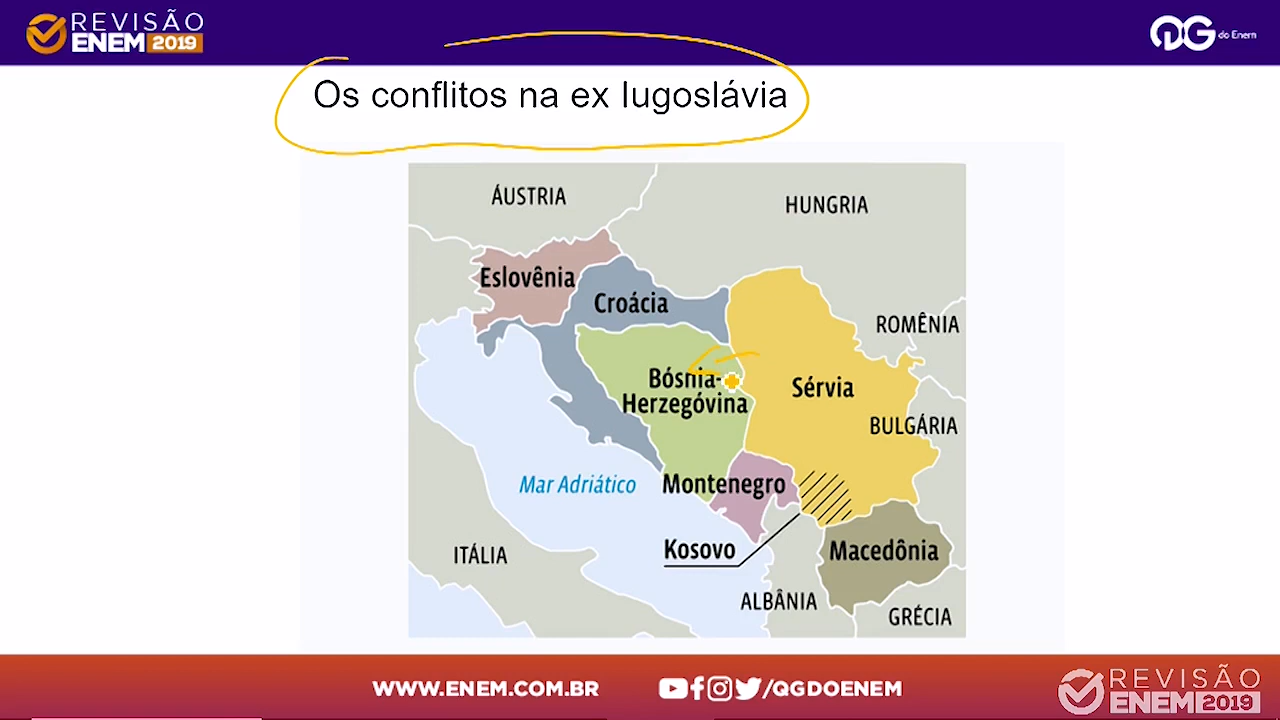 REVISÃO
ENEM 2019
QG do Enem
Os conflitos na ex Iugoslávia
ÁUSTRIA
HUNGRIA
Eslovênia
Croácia
ROMÊNIA
Bósnia-
Herzegóvina
Sérvia
BULGÁRIA
Mar Adriático
Montenegro
Kosovo
Macedônia
ITÁLIA
ALBÂNIA
GRÉCIA
WWW.ENEM.COM.BR
/QGDOENEM
REVISÃO
ENEM 2019